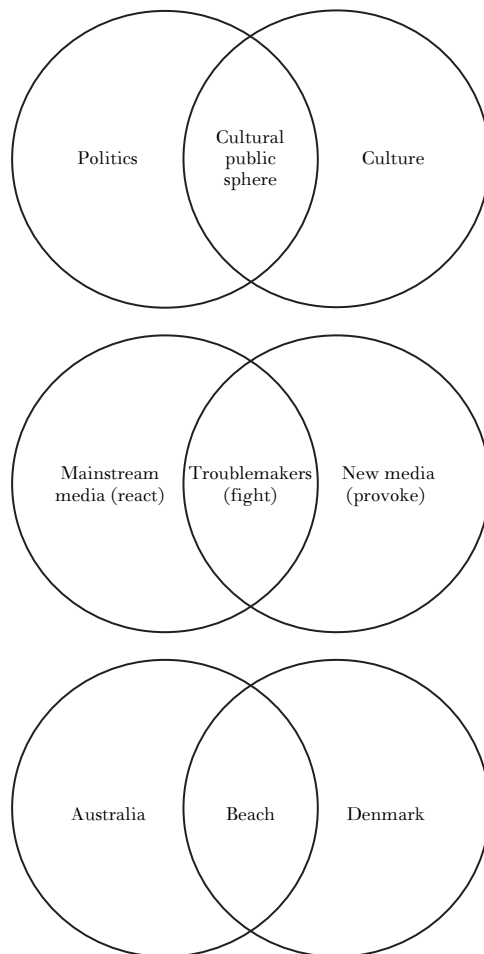 Politics
Cultural
public
sphere
Culture
Mainstream
media (react)
Troublemakers
(fight)
New media
(provoke)
Australia
Beach
Denmark